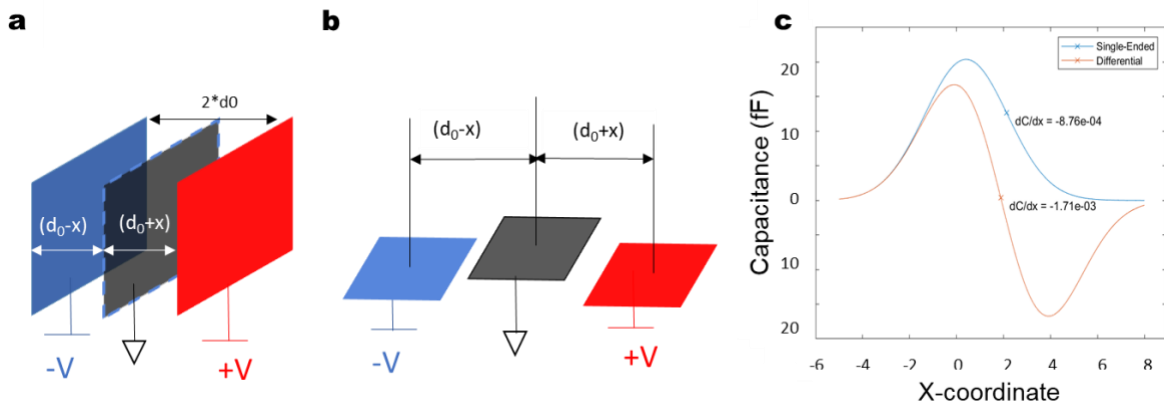 a
2*d0
(d₀-x)
(d₀+x)
-V
+V
b
(d₀-x)
(d₀+x)
-V
+V
c
Single-Ended
Differential
dC/dx = -8.76e-04
dC/dx = -1.71e-03
Capacitance (fF)
20
10
0
10
20
-6
-4
-2
0
2
4
6
8
X-coordinate